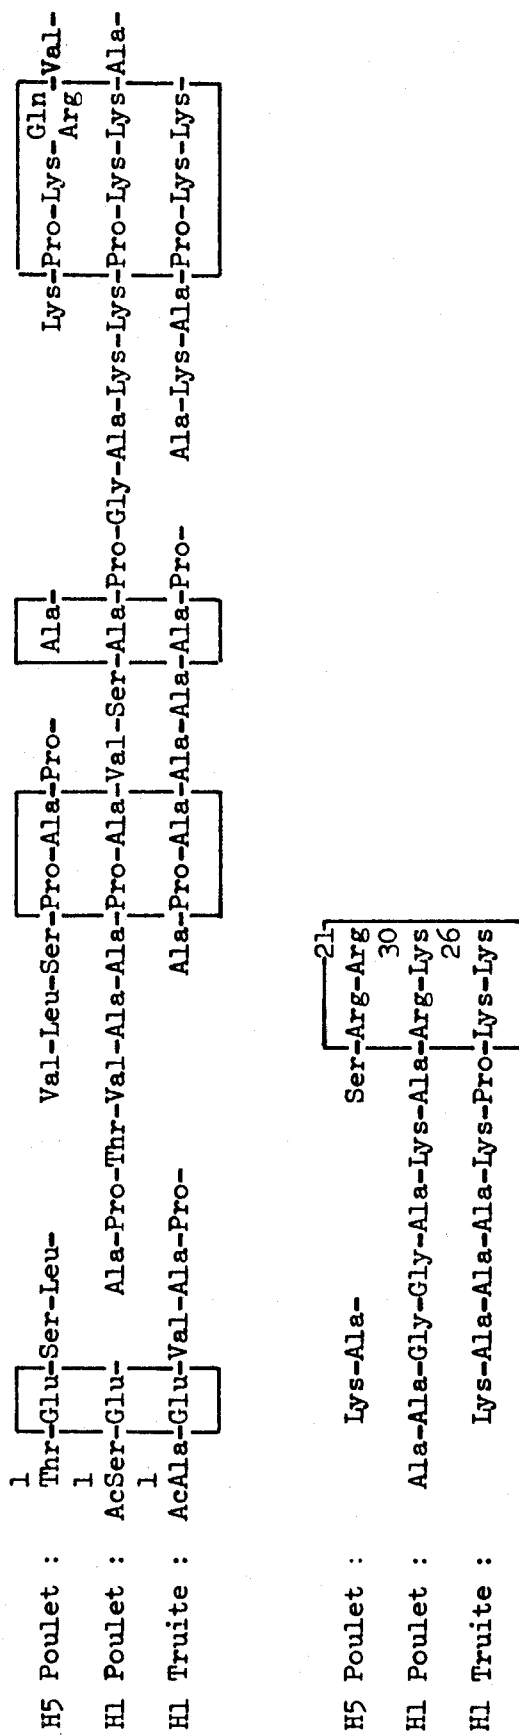 Gln
1
H5 Poulet : Thr-Glu-Ser-Leu- Val-Leu-Ser-Pro-Ala-Pro- Ala- Lys-Pro-Lys- -Val-
Arg
1
H1 Poulet : AcSer-Glu- Ala-Pro-Thr-Val-Ala-Ala-Pro-Ala-Val-Ser-Ala-Pro-Gly-Ala-Lys-Lys-Pro-Lys-Lys-Ala-
1
H1 Truite : AcAla-Glu-Val-Ala-Pro- Ala-Pro-Ala-Ala-Ala-Ala-Pro- Ala-Lys-Ala-Pro-Lys-Lys-
21
H5 Poulet : Lys-Ala- Ser-Arg-Arg
30
H1 Poulet : Ala-Ala-Gly-Gly-Ala-Lys-Ala-Arg-Lys
26
H1 Truite : Lys-Ala-Ala-Ala-Lys-Pro-Lys-Lys